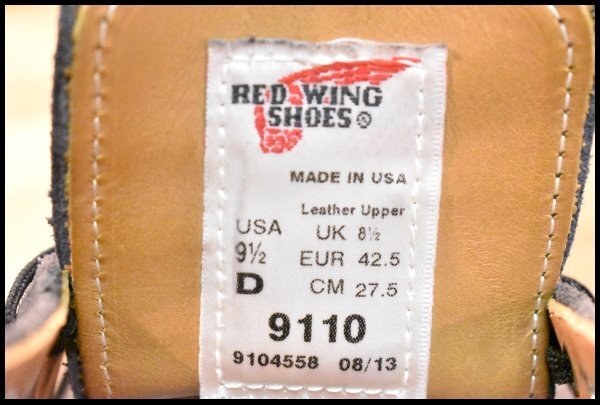 RED WING
SHOES®
MADE IN USA
Leather Upper
USA UK 8½
9½ EUR 42.5
D CM 27.5
9110
9104558 08/13